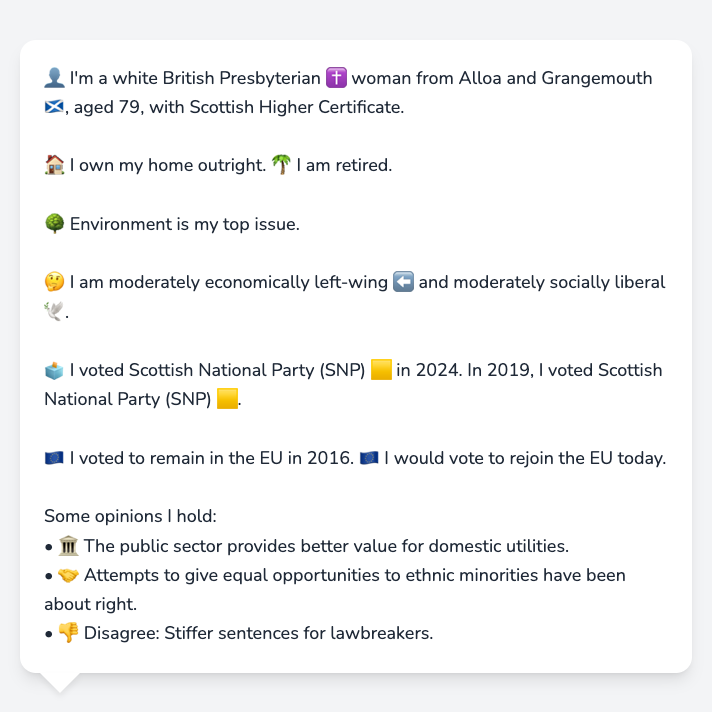 👤 I'm a white British Presbyterian ✝️ woman from Alloa and Grangemouth
🏴󠁧󠁢󠁳󠁣󠁴󠁿, aged 79, with Scottish Higher Certificate.
🏠 I own my home outright. 🌴 I am retired.
🌳 Environment is my top issue.
🤔 I am moderately economically left-wing ⬅️ and moderately socially liberal
🕊️.
🗳️ I voted Scottish National Party (SNP) 🟨 in 2024. In 2019, I voted Scottish
National Party (SNP) 🟨.
🇪🇺 I voted to remain in the EU in 2016. 🇪🇺 I would vote to rejoin the EU today.
Some opinions I hold:
• 🏛️ The public sector provides better value for domestic utilities.
• 🤝 Attempts to give equal opportunities to ethnic minorities have been
about right.
• 👎 Disagree: Stiffer sentences for lawbreakers.